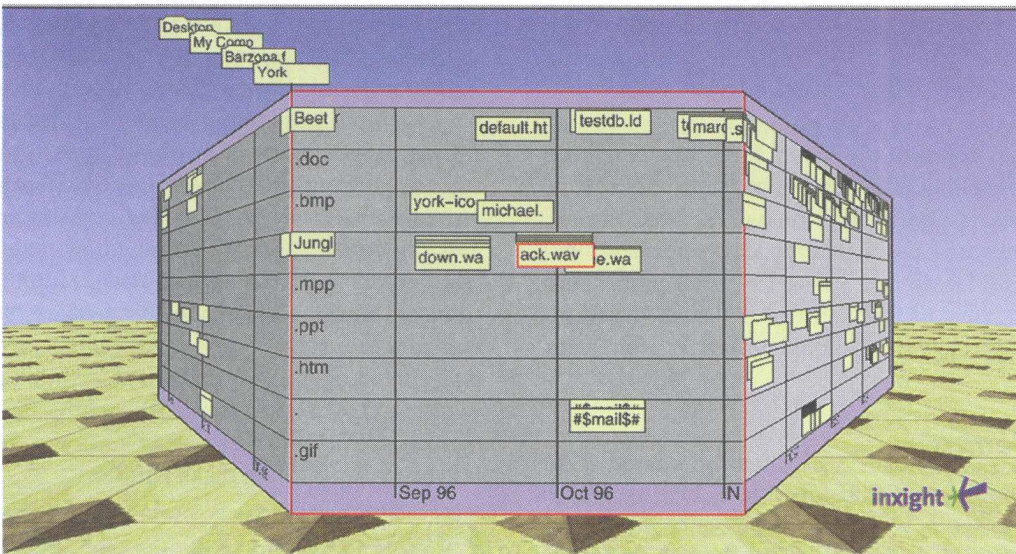 Desktop
My Comp
Barzona.f
York
Beet
default.ht
testdb.ld
marc
.s
.doc
.bmp
york-ico
michael.
Jungl
down.wa
ack.wav
e.wa
.mpp
.ppt
.htm
.
#$mail$#
#$mail$#
.gif
Sep 96
Oct 96
N
inxight